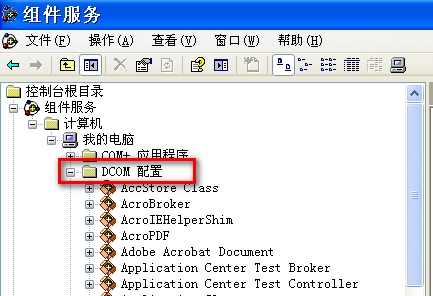 组件服务
文件(F) 操作(A) 查看(V) 窗口(W) 帮助(H)
控制台根目录
组件服务
计算机
我的电脑
COM+ 应用程序
DCOM 配置
AccStore Class
AcroBroker
AcroIEHelperShim
AcroPDF
Adobe Acrobat Document
Application Center Test Broker
Application Center Test Controller